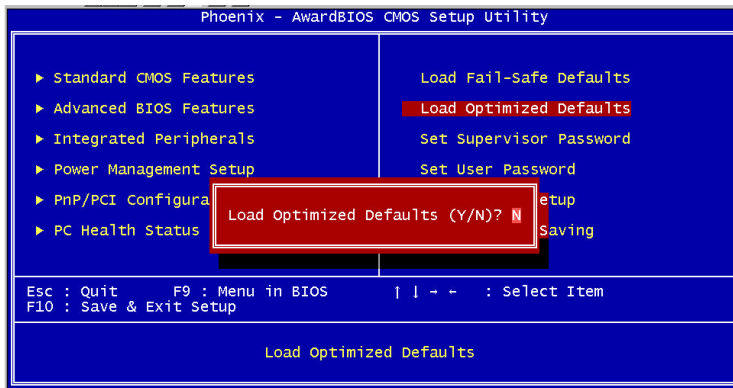 Phoenix - AwardBIOS CMOS Setup Utility
▶ Standard CMOS Features
▶ Advanced BIOS Features
▶ Integrated Peripherals
▶ Power Management Setup
▶ PnP/PCI Configura
▶ PC Health Status
Load Fail-Safe Defaults
Load Optimized Defaults
Set Supervisor Password
Set User Password
etup
Saving
Load Optimized Defaults (Y/N)? N
Esc : Quit F9 : Menu in BIOS ↑ ↓ → ← : Select Item
F10 : Save & Exit Setup
Load Optimized Defaults